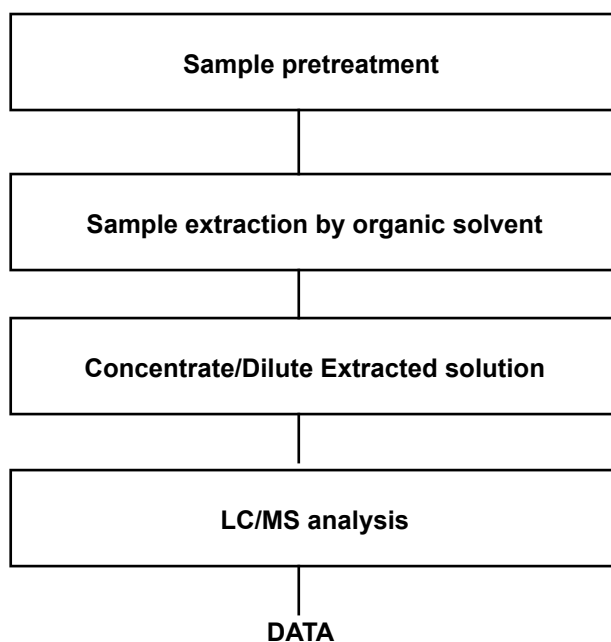 Sample pretreatment
Sample extraction by organic solvent
Concentrate/Dilute Extracted solution
LC/MS analysis
DATA